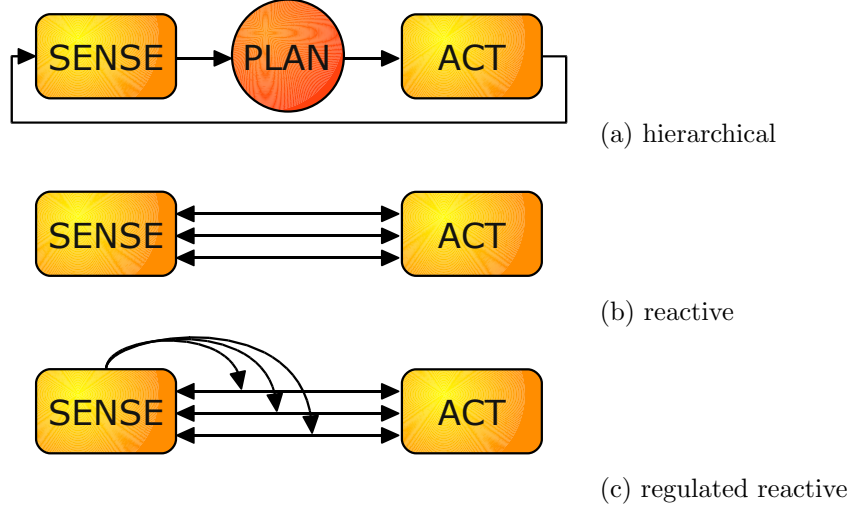 SENSE PLAN ACT
(a) hierarchical
SENSE ACT
(b) reactive
SENSE ACT
(c) regulated reactive